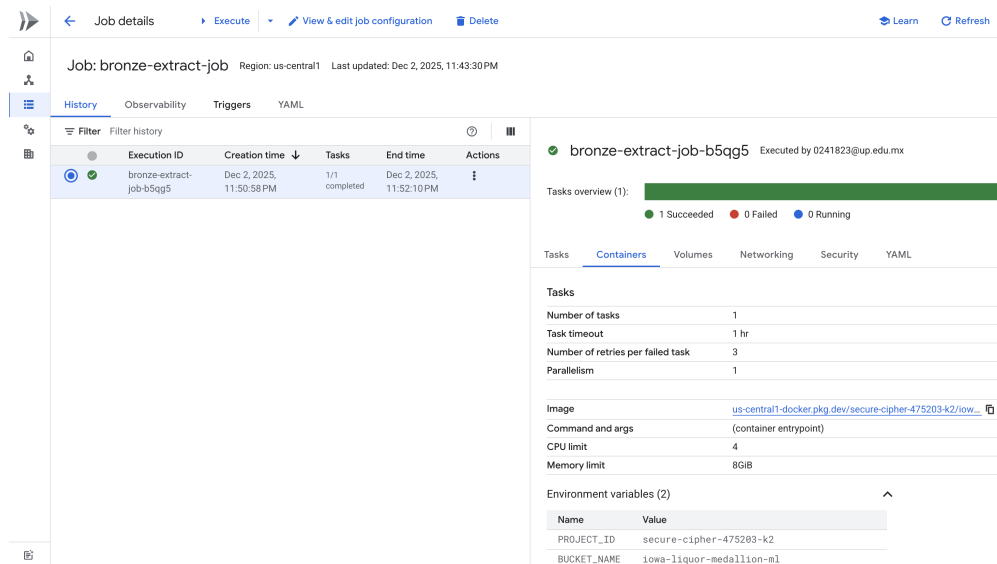 Job details
Execute
View & edit job configuration
Delete
Learn
Refresh
Job: bronze-extract-job Region: us-central1 Last updated: Dec 2, 2025, 11:43:30 PM
History Observability Triggers YAML
Filter Filter history
Execution ID Creation time Tasks End time Actions
bronze-extract-job-b5qg5 Dec 2, 2025, 11:50:58 PM 1/1 completed Dec 2, 2025, 11:52:10 PM
bronze-extract-job-b5qg5 Executed by 0241823@up.edu.mx
Tasks overview (1):
1 Succeeded 0 Failed 0 Running
Tasks Containers Volumes Networking Security YAML
Tasks
Number of tasks 1
Task timeout 1 hr
Number of retries per failed task 3
Parallelism 1
Image us-central1-docker.pkg.dev/secure-cipher-475203-k2/iow...
Command and args (container entrypoint)
CPU limit 4
Memory limit 8GiB
Environment variables (2)
Name Value
PROJECT_ID secure-cipher-475203-k2
BUCKET_NAME iowa-liquor-medallion-ml